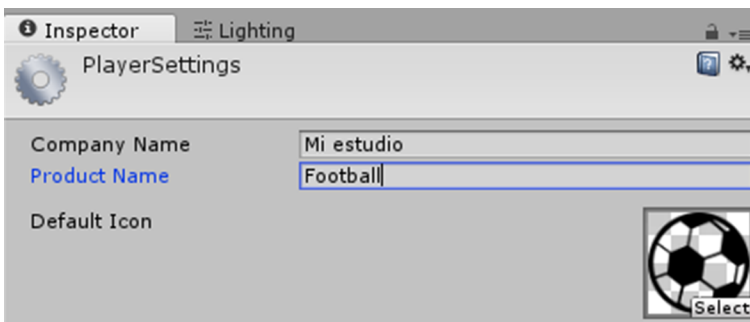 Inspector Lighting
PlayerSettings
Company Name Mi estudio
Product Name Football
Default Icon
Select